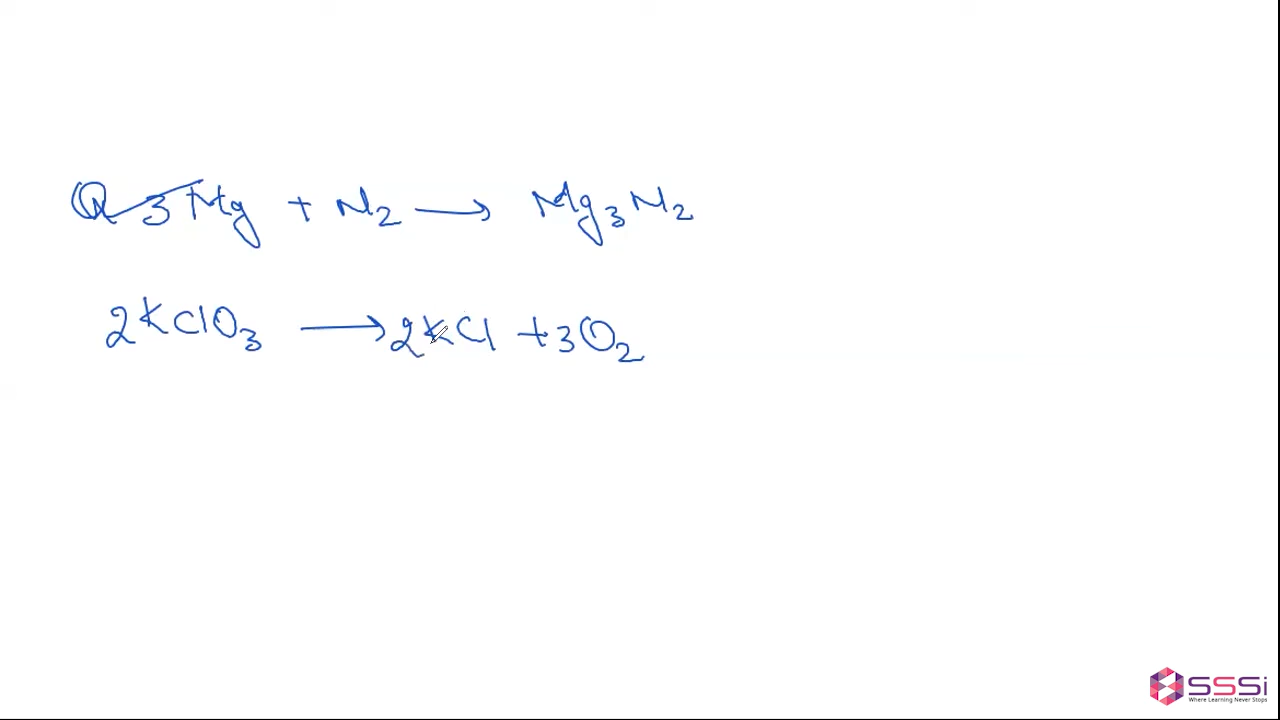 Q 3Mg + N2 → Mg3N2
2KClO3 → 2KCl + 3O2
SSSi
Where Learning Never Stops